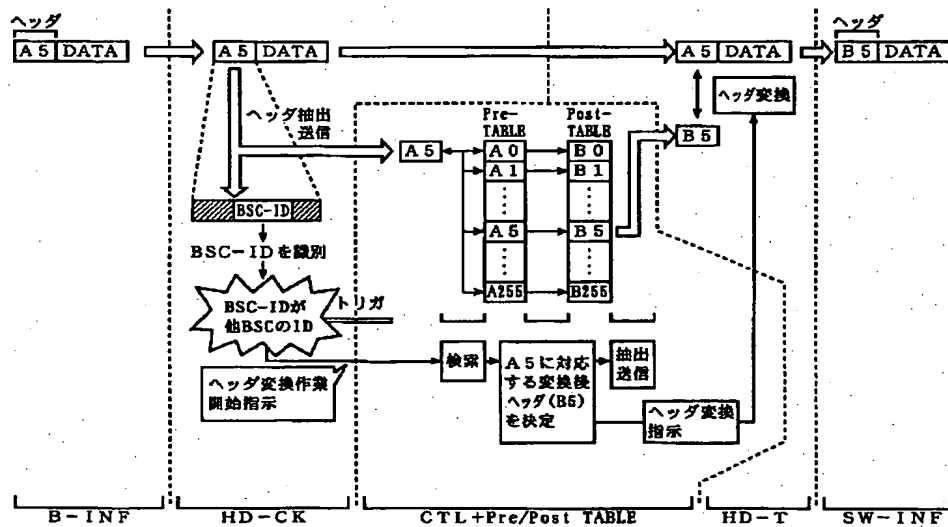 ヘッダ
A5 DATA
A5 DATA
A5 DATA
ヘッダ
B5 DATA
ヘッダ抽出
送信
ヘッダ変換
Pre-
TABLE
Post-
TABLE
A5
A0
B0
B5
A1
B1
BSC-ID
A5
B5
BSC-IDを識別
A255
B255
BSC-IDが
他BSCのID
トリガ
検索
A5に対応
する変換後
ヘッダ(B5)
を決定
抽出
送信
ヘッダ変換作業
開始指示
ヘッダ変換
指示
B-INF
HD-CK
CTL+Pre/Post TABLE
HD-T
SW-INF